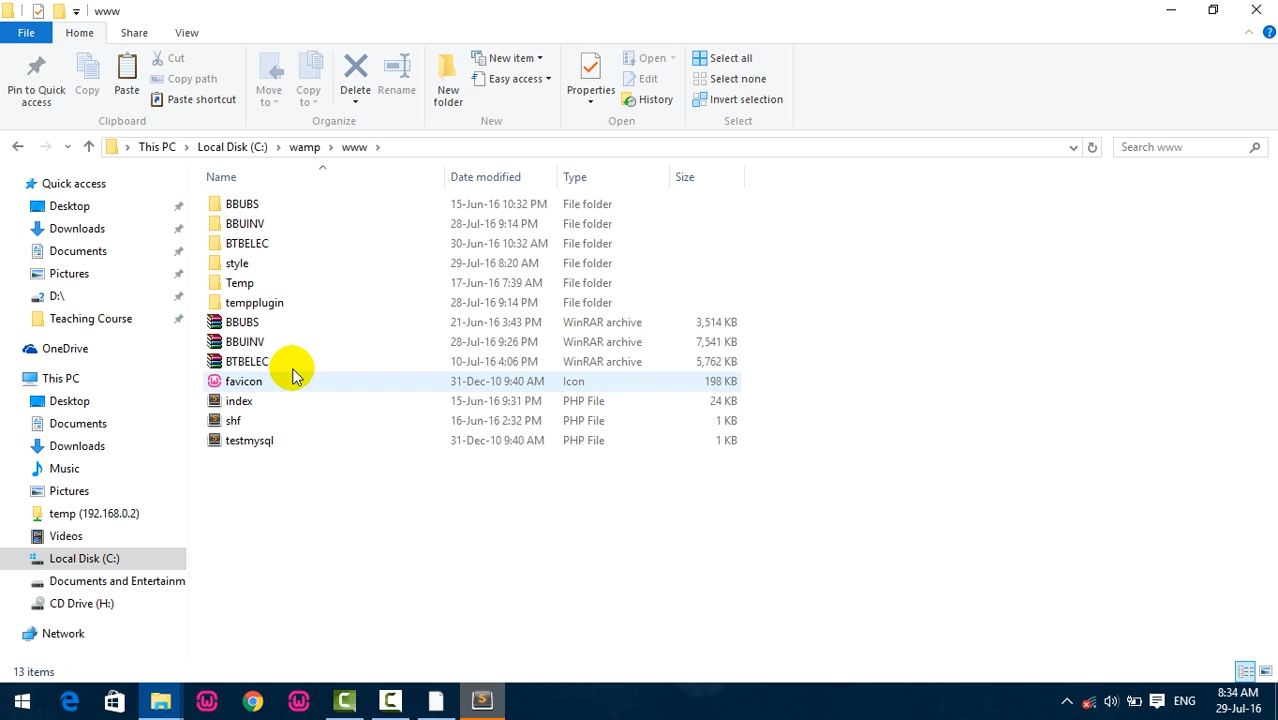 www
File
Home
Share
View
Pin to Quick access
Copy
Paste
Cut
Copy path
Paste shortcut
Clipboard
Move to
Copy to
Delete
Rename
Organize
New folder
New item
Easy access
New
Properties
Open
Edit
History
Open
Select all
Select none
Invert selection
Select
This PC > Local Disk (C:) > wamp > www >
Search www
Quick access
Desktop
Downloads
Documents
Pictures
D:\
Teaching Course
OneDrive
This PC
Desktop
Documents
Downloads
Music
Pictures
temp (192.168.0.2)
Videos
Local Disk (C:)
Documents and Entertainm
CD Drive (H:)
Network
Name Date modified Type Size
BBUBS 15-Jun-16 10:32 PM File folder
BBUINV 28-Jul-16 9:14 PM File folder
BTBELEC 30-Jun-16 10:32 AM File folder
style 29-Jul-16 8:20 AM File folder
Temp 17-Jun-16 7:39 AM File folder
tempplugin 28-Jul-16 9:14 PM File folder
BBUBS 21-Jun-16 3:43 PM WinRAR archive 3,514 KB
BBUINV 28-Jul-16 9:26 PM WinRAR archive 7,541 KB
BTBELEC 10-Jul-16 4:06 PM WinRAR archive 5,762 KB
favicon 31-Dec-10 9:40 AM Icon 198 KB
index 15-Jun-16 9:31 PM PHP File 24 KB
shf 16-Jun-16 2:32 PM PHP File 1 KB
testmysql 31-Dec-10 9:40 AM PHP File 1 KB
13 items
ENG
8:34 AM
29-Jul-16